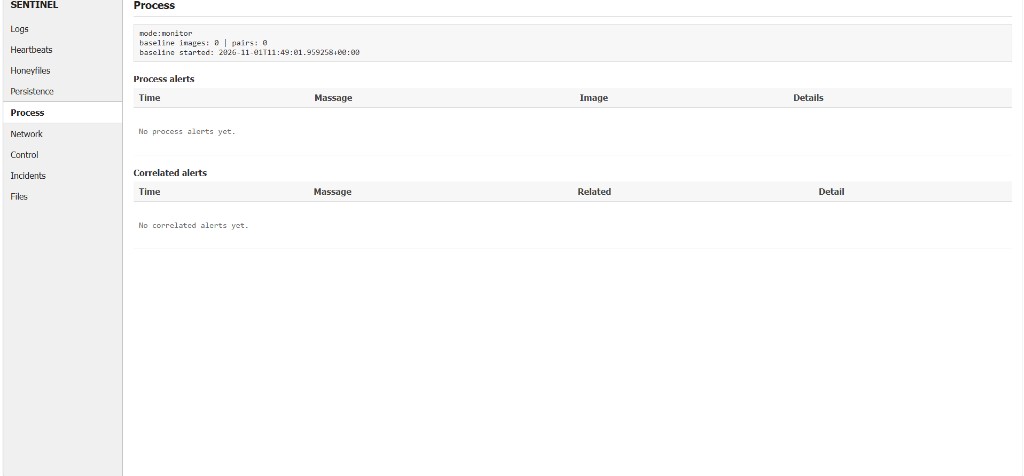 SENTINEL
Logs
Heartbeats
Honeyfiles
Persistence
Process
Network
Control
Incidents
Files
Process
mode:monitor
baseline images: 0 | pairs: 0
baseline started: 2026-11-01T11:49:01.959258+00:00
Process alerts
Time Massage Image Details
No process alerts yet.
Correlated alerts
Time Massage Related Detail
No correlated alerts yet.